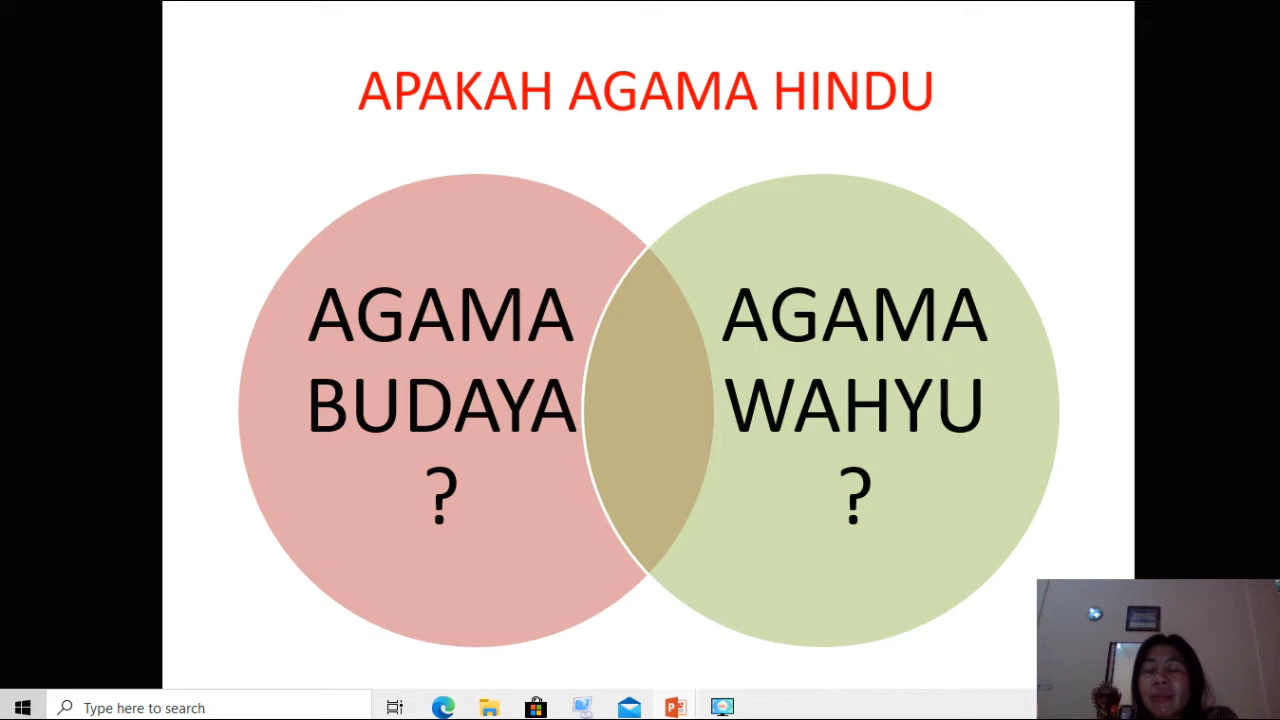 APAKAH AGAMA HINDU
AGAMA
BUDAYA
?
AGAMA
WAHYU
?
Type here to search